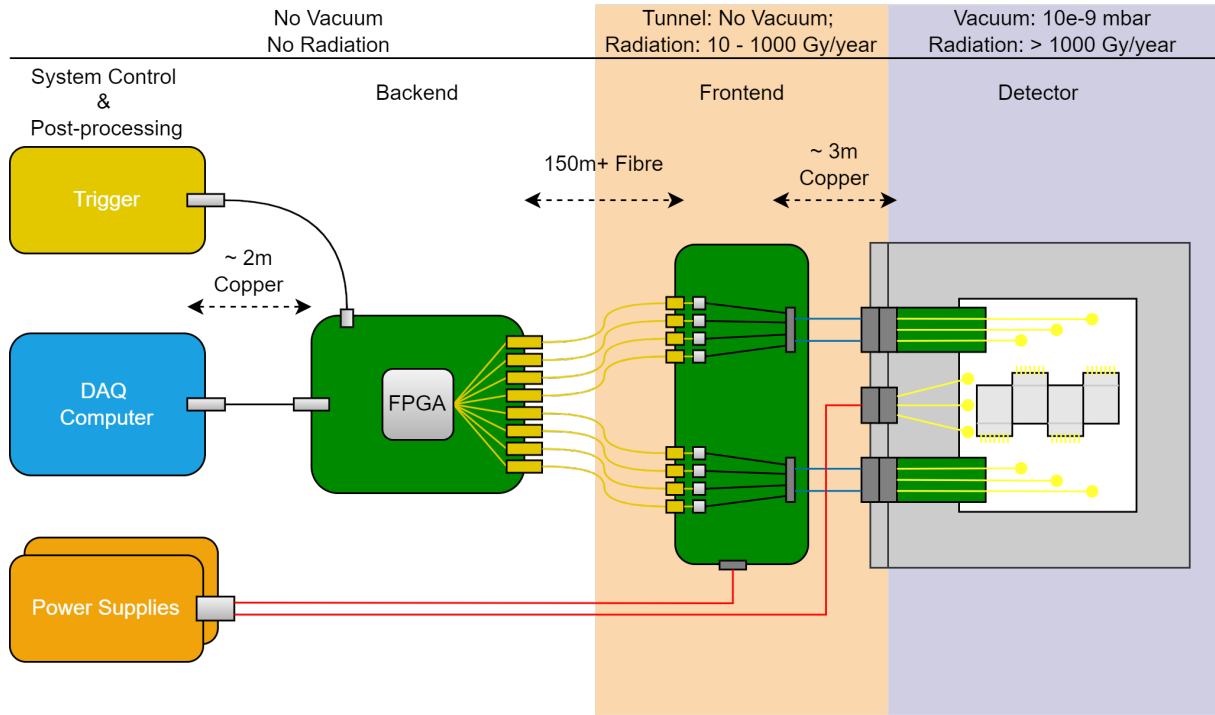 No Vacuum
No Radiation
Tunnel: No Vacuum;
Radiation: 10 - 1000 Gy/year
Vacuum: 10e-9 mbar
Radiation: > 1000 Gy/year
System Control
&
Post-processing
Backend
Frontend
Detector
150m+ Fibre
~ 3m
Copper
Trigger
~ 2m
Copper
DAQ
Computer
FPGA
Power Supplies